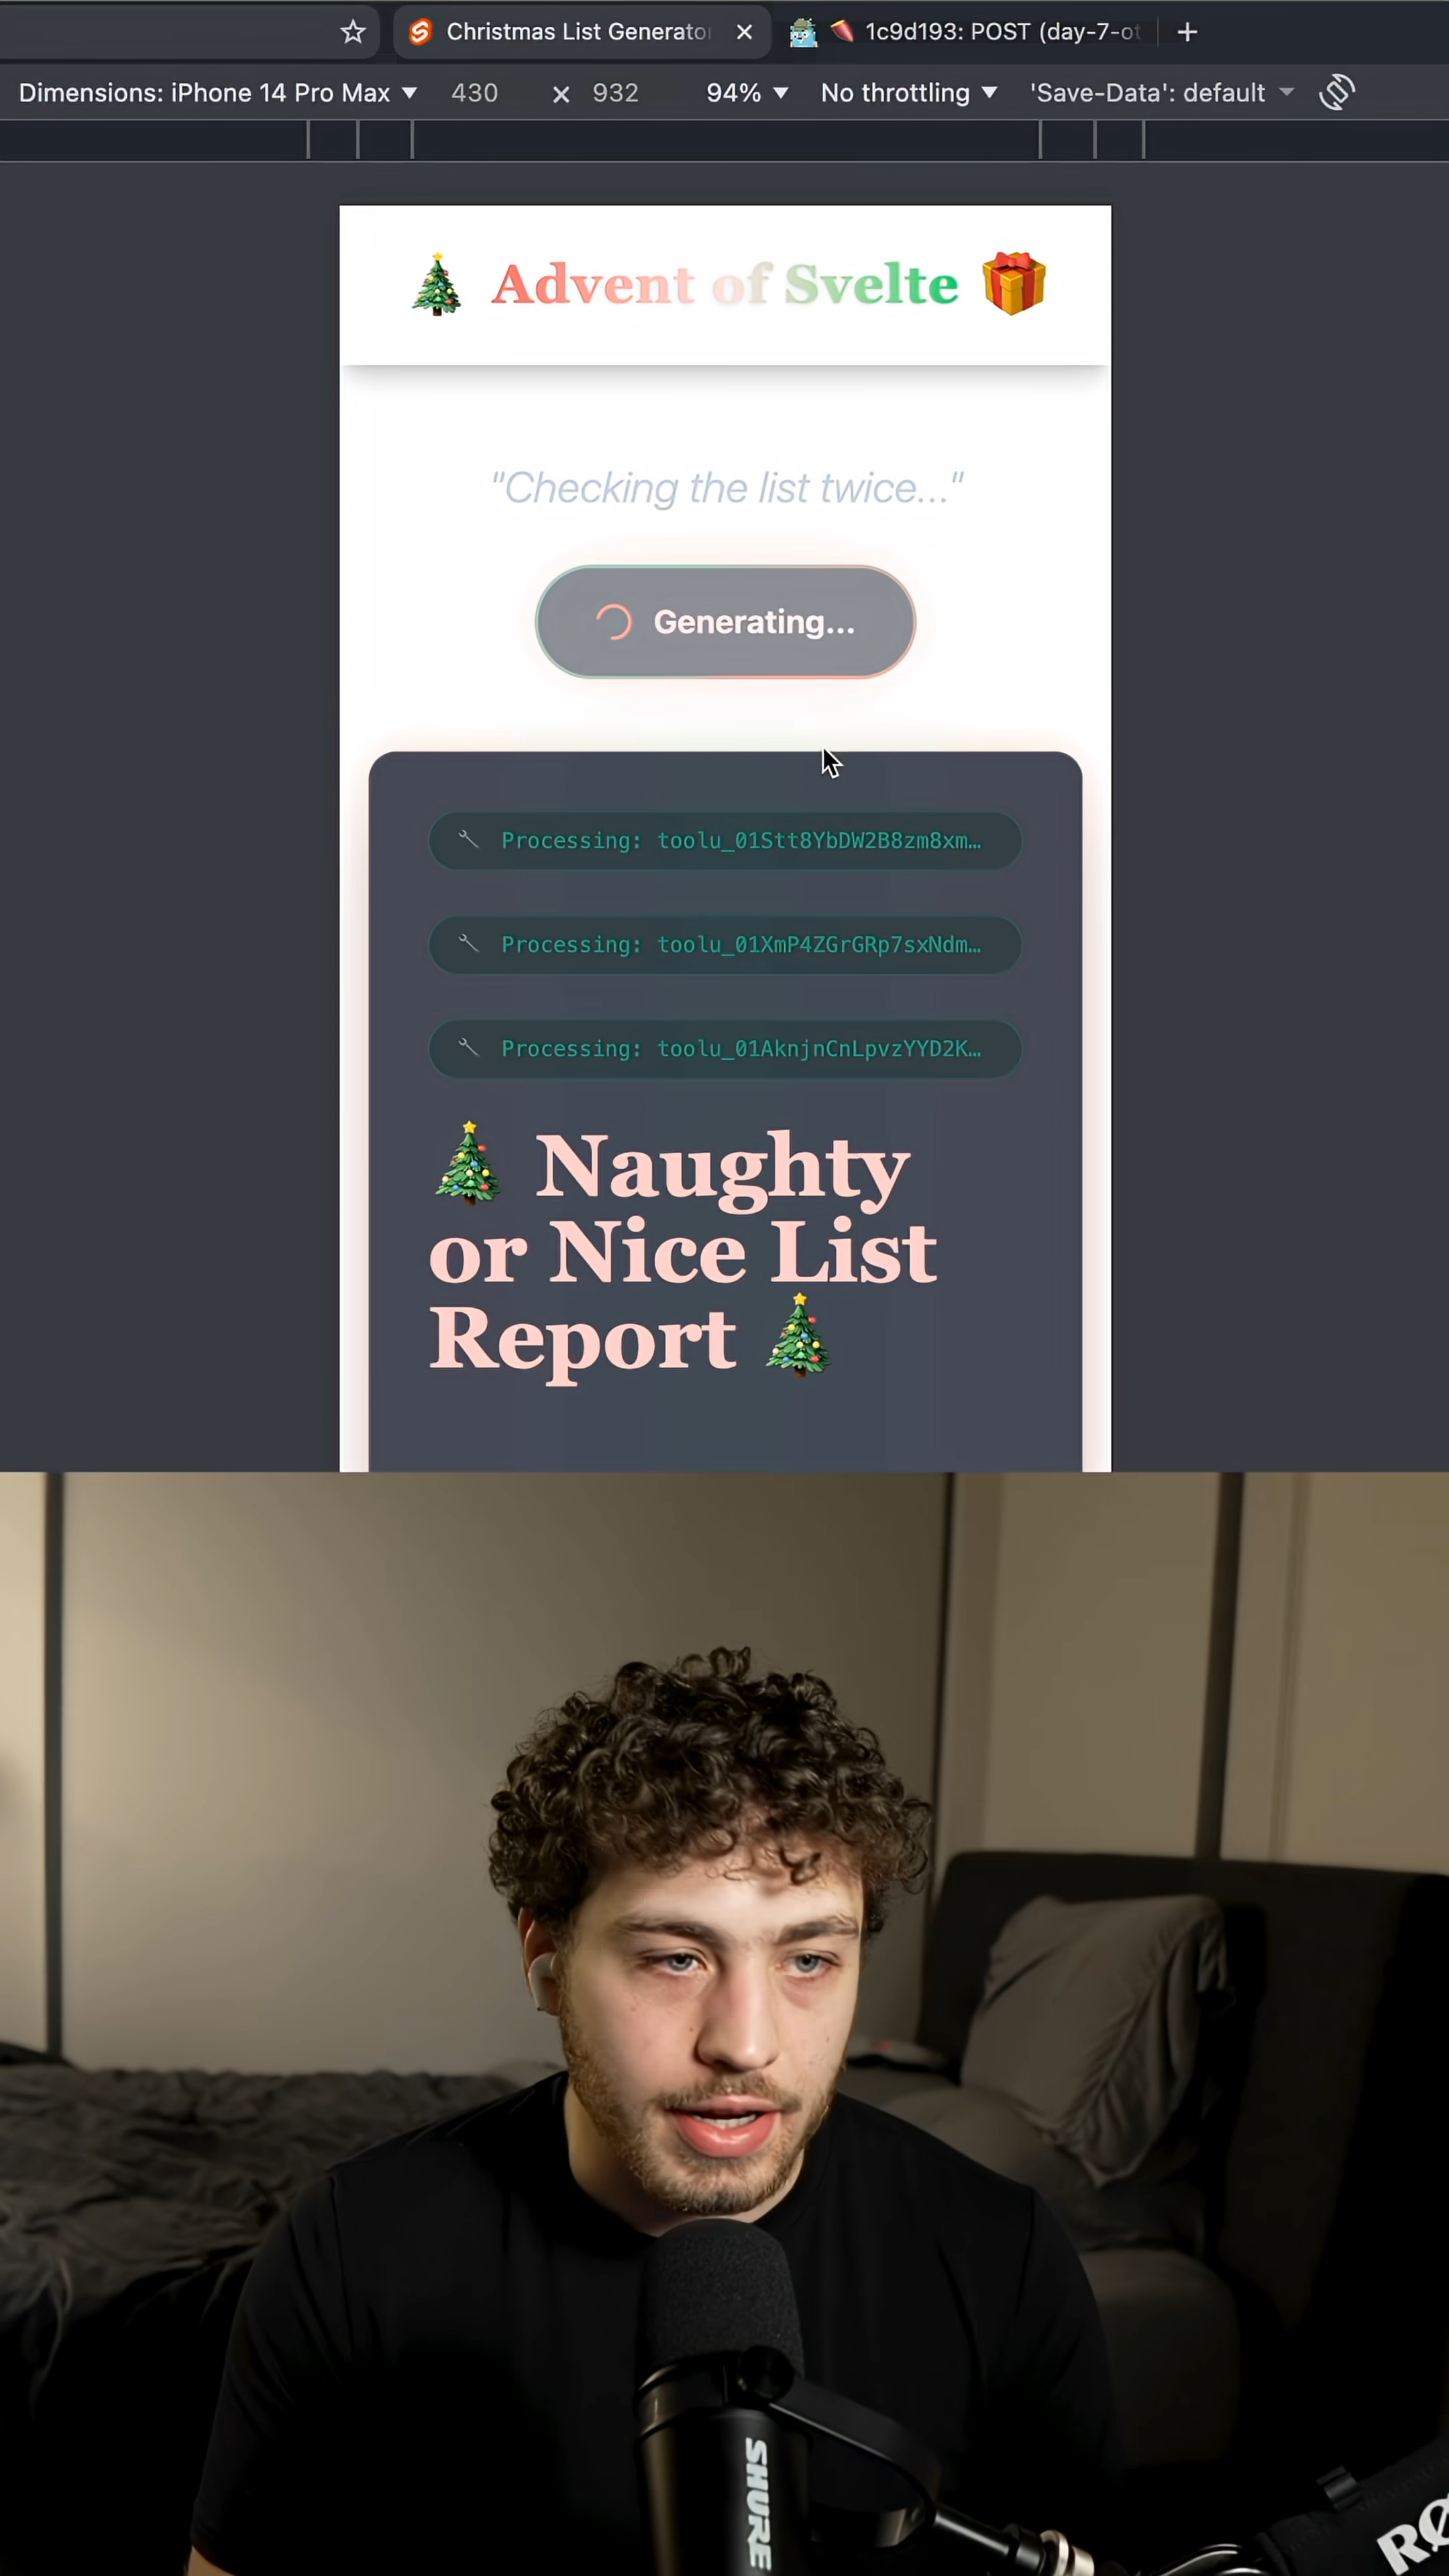 Christmas List Generator
1c9d193: POST (day-7-ot
Dimensions: iPhone 14 Pro Max 430 × 932 94% No throttling 'Save-Data': default
Advent of Svelte
"Checking the list twice..."
Generating...
Processing: toolu_01Stt8YbDW2B8zm8xm…
Processing: toolu_01XmP4ZGrGRp7sxNdm…
Processing: toolu_01AknjnCnLpvzYYD2K…
Naughty
or Nice List
Report
SHURE
RØ